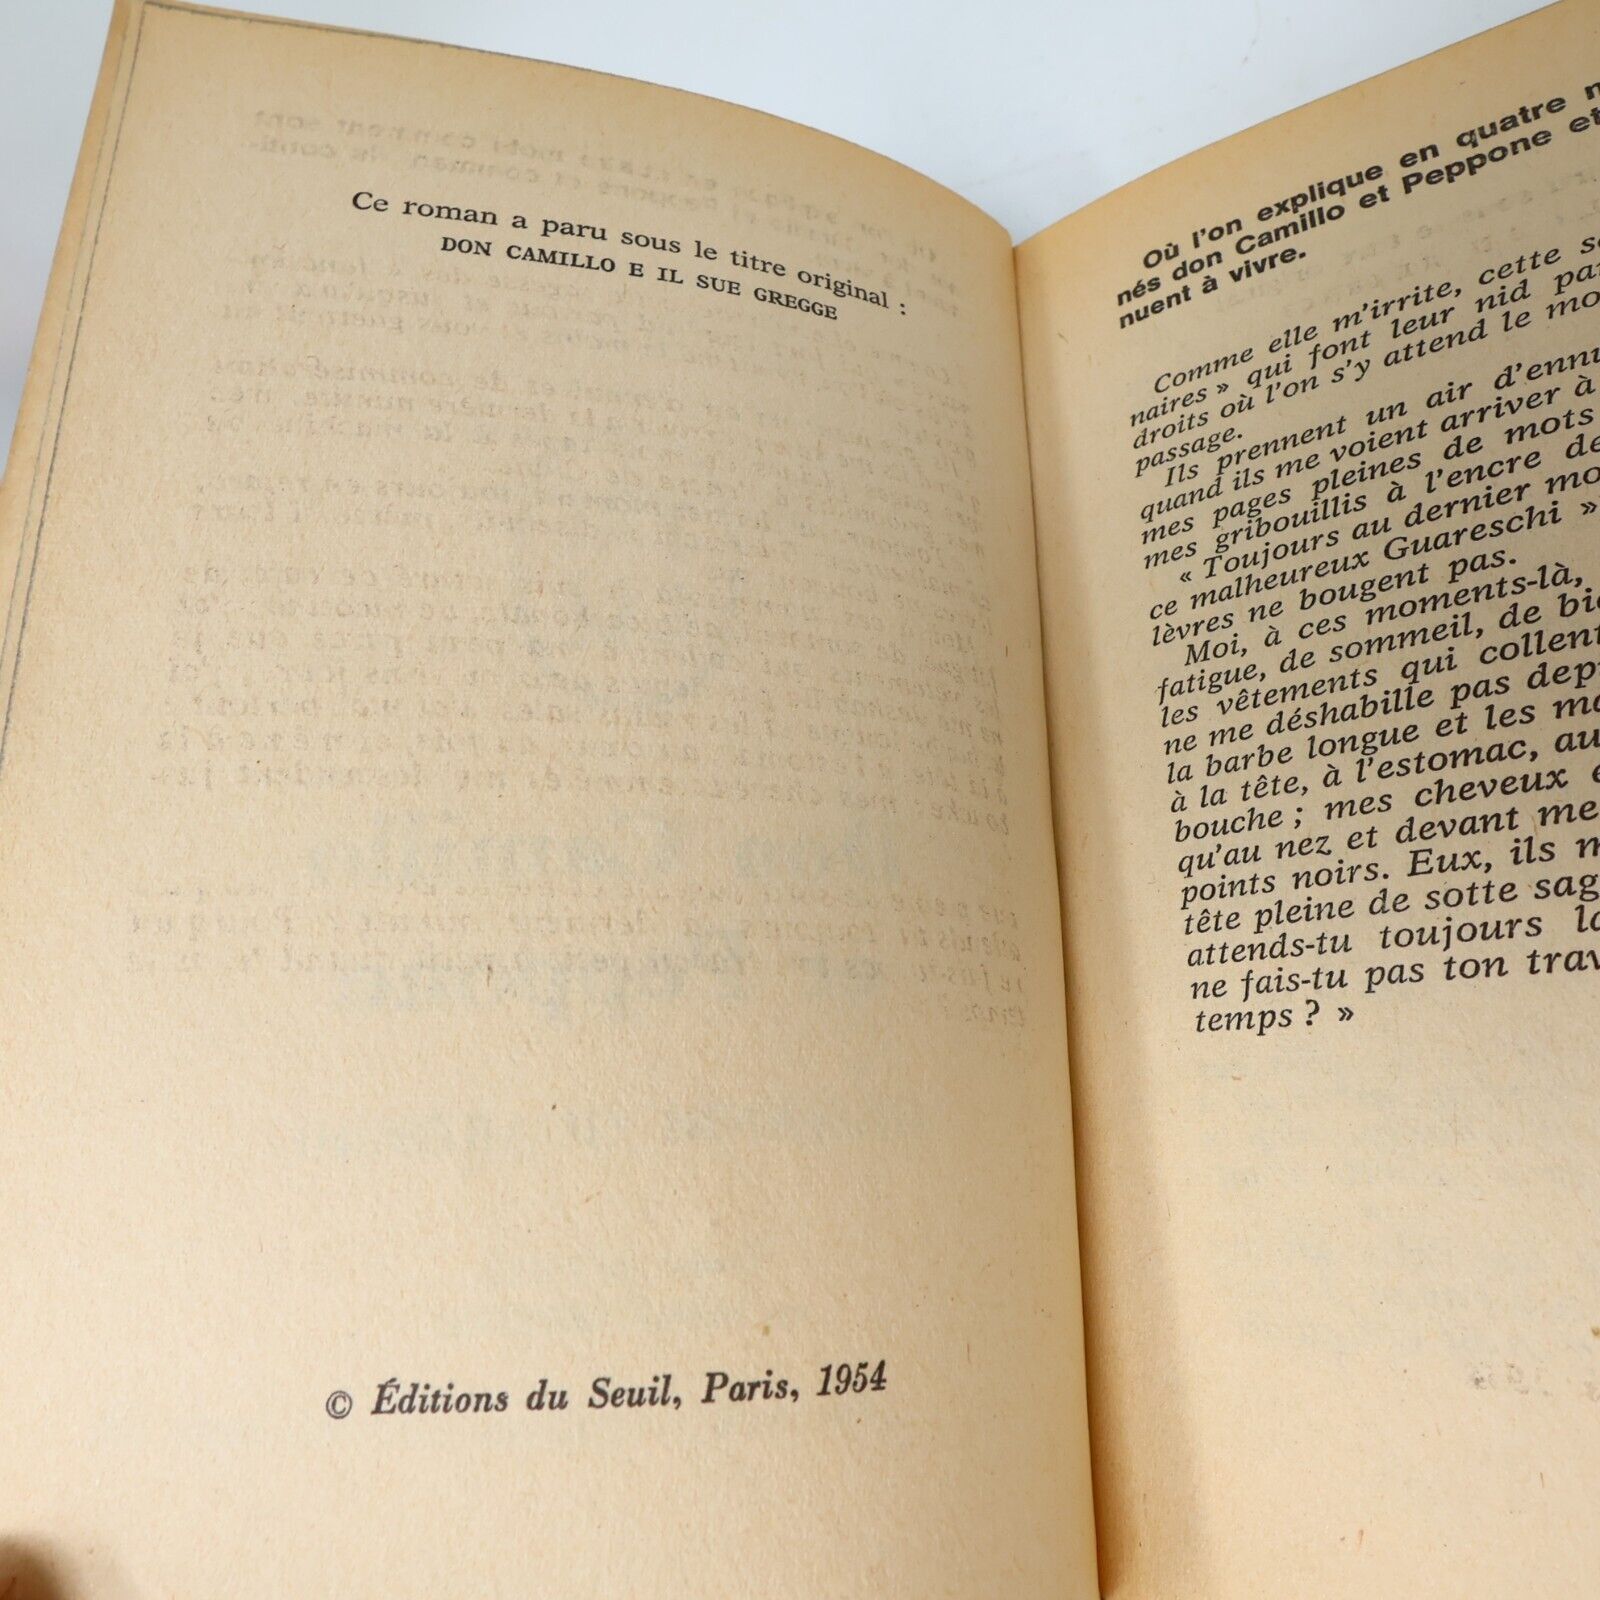 Ce roman a paru sous le titre original :
DON CAMILLO E IL SUE GREGGE
© Éditions du Seuil, Paris, 1954
Où l'on explique en quatre
nés don Camillo et Peppone et
nuent à vivre.
Comme elle m'irrite, cette
naires » qui font leur nid
droits où l'on s'y attend le
passage.
Ils prennent un air
quand ils me voient arriver à
mes pages pleines de mots
mes gribouillis à l'encre
« Toujours au dernier
ce malheureux Guareschi »
lèvres ne bougent pas.
Moi, à ces moments-là,
fatigue, de sommeil, de
les vêtements qui collent
ne me déshabille pas
la barbe longue et les
à la tête, à l'estomac,
bouche ; mes cheveux
qu'au nez et devant
points noirs. Eux, ils
tête pleine de sotte
attends-tu toujours
ne fais-tu pas ton
temps ? »